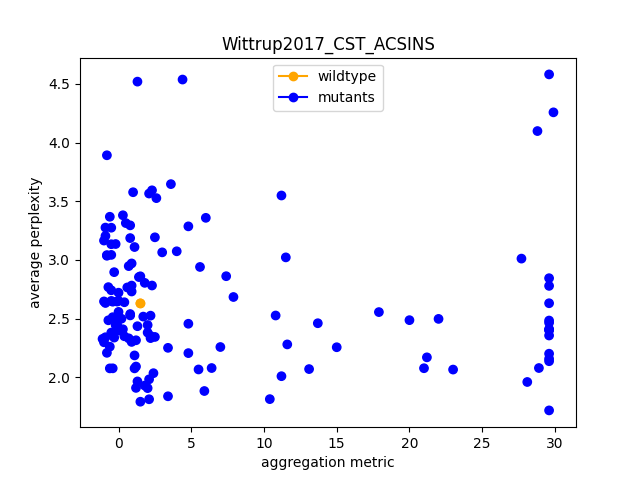 Wittrup2017_CST_ACSINS
wildtype
mutants
4.5
4.0
3.5
3.0
2.5
2.0
average perplexity
0 5 10 15 20 25 30
aggregation metric